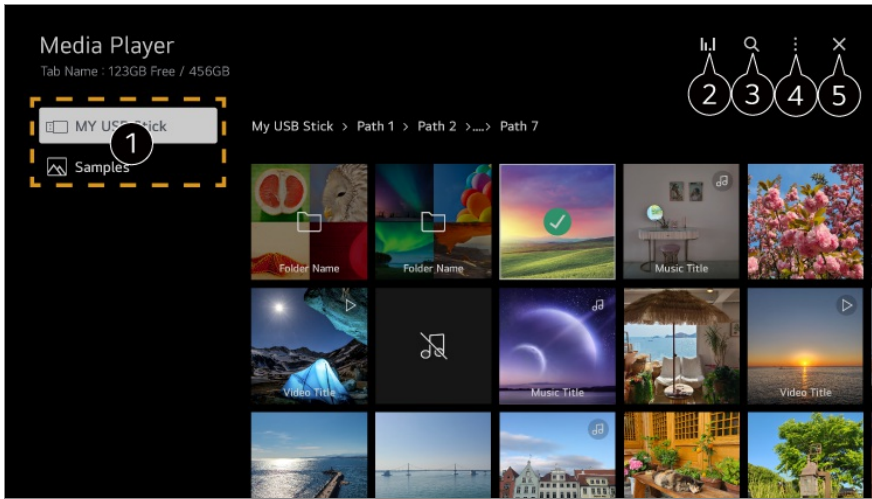 Media Player
Tab Name : 123GB Free / 456GB
2 3 4 5
MY USB Stick
1
Samples
My USB Stick > Path 1 > Path 2 >....> Path 7
Folder Name
Folder Name
Music Title
Video Title
Music Title
Video Title